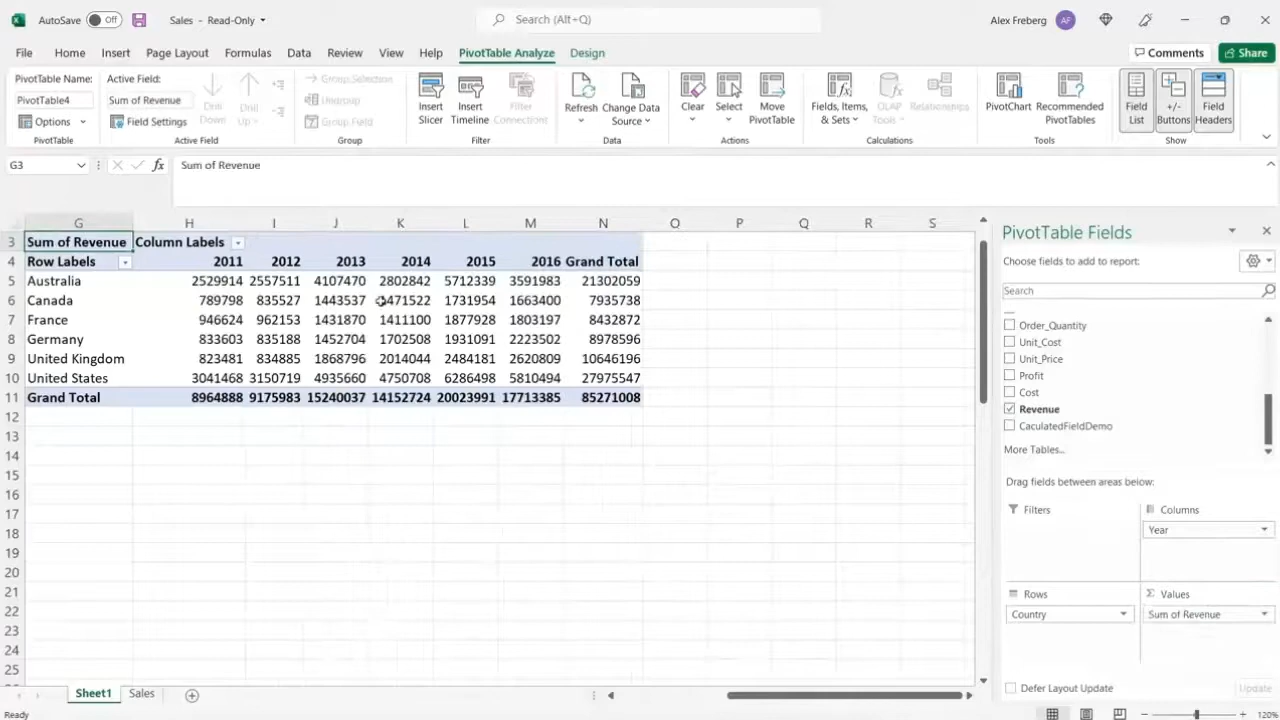 AutoSave Off Sales - Read-Only Search (Alt+Q) Alex Freberg AF
File Home Insert Page Layout Formulas Data Review View Help PivotTable Analyze Design Comments Share
PivotTable Name:
PivotTable4
Options
PivotTable
Active Field:
Sum of Revenue
Field Settings
Drill
Down
Drill
Up
Active Field
Group Selection
Ungroup
Group Field
Group
Insert
Slicer
Insert
Timeline
Filter
Connections
Filter
Refresh
Change Data
Source
Data
Clear
Select
Move
PivotTable
Actions
Fields, Items,
& Sets
OLAP
Tools
Relationships
Calculations
PivotChart
Recommended
PivotTables
Tools
Field
List
+/-
Buttons
Field
Headers
Show
G3 fx Sum of Revenue
G H I J K L M N O P Q R S
3 Sum of Revenue Column Labels
4 Row Labels 2011 2012 2013 2014 2015 2016 Grand Total
5 Australia 2529914 2557511 4107470 2802842 5712339 3591983 21302059
6 Canada 789798 835527 1443537 471522 1731954 1663400 7935738
7 France 946624 962153 1431870 1411100 1877928 1803197 8432872
8 Germany 833603 835188 1452704 1702508 1931091 2223502 8978596
9 United Kingdom 823481 834885 1868796 2014044 2484181 2620809 10646196
10 United States 3041468 3150719 4935660 4750708 6286498 5810494 27975547
11 Grand Total 8964888 9175983 15240037 14152724 20023991 17713385 85271008
12
13
14
15
16
17
18
19
20
21
22
23
24
25
PivotTable Fields
Choose fields to add to report:
Search
Order_Quantity
Unit_Cost
Unit_Price
Profit
Cost
Revenue
CaculatedFieldDemo
More Tables...
Drag fields between areas below:
Filters
Columns
Year
Rows
Country
Values
Sum of Revenue
Defer Layout Update Update
Sheet1 Sales
Ready 120%